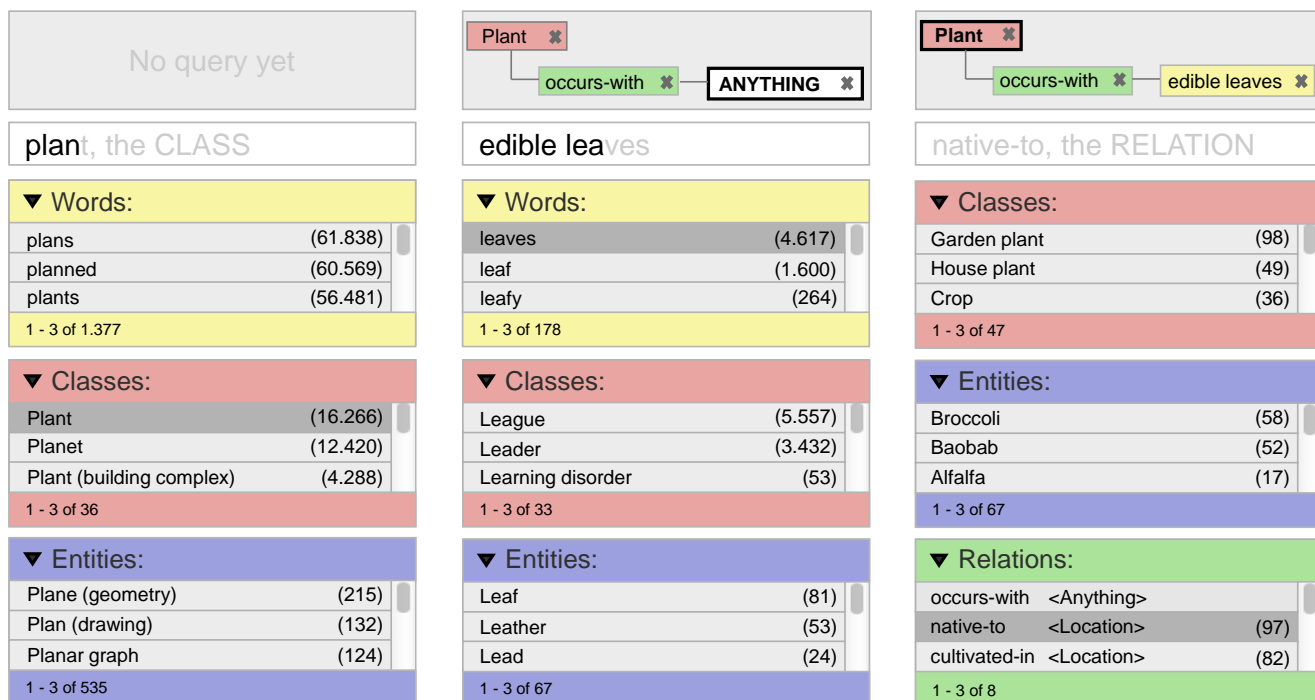 No query yet
plant, the CLASS
Words:
plans (61.838)
planned (60.569)
plants (56.481)
1 - 3 of 1.377
Classes:
Plant (16.266)
Planet (12.420)
Plant (building complex) (4.288)
1 - 3 of 36
Entities:
Plane (geometry) (215)
Plan (drawing) (132)
Planar graph (124)
1 - 3 of 535
Plant ✖
occurs-with ✖ ANYTHING ✖
edible leaves
Words:
leaves (4.617)
leaf (1.600)
leafy (264)
1 - 3 of 178
Classes:
League (5.557)
Leader (3.432)
Learning disorder (53)
1 - 3 of 33
Entities:
Leaf (81)
Leather (53)
Lead (24)
1 - 3 of 67
Plant ✖
occurs-with ✖ edible leaves ✖
native-to, the RELATION
Classes:
Garden plant (98)
House plant (49)
Crop (36)
1 - 3 of 47
Entities:
Broccoli (58)
Baobab (52)
Alfalfa (17)
1 - 3 of 67
Relations:
occurs-with <Anything>
native-to <Location> (97)
cultivated-in <Location> (82)
1 - 3 of 8